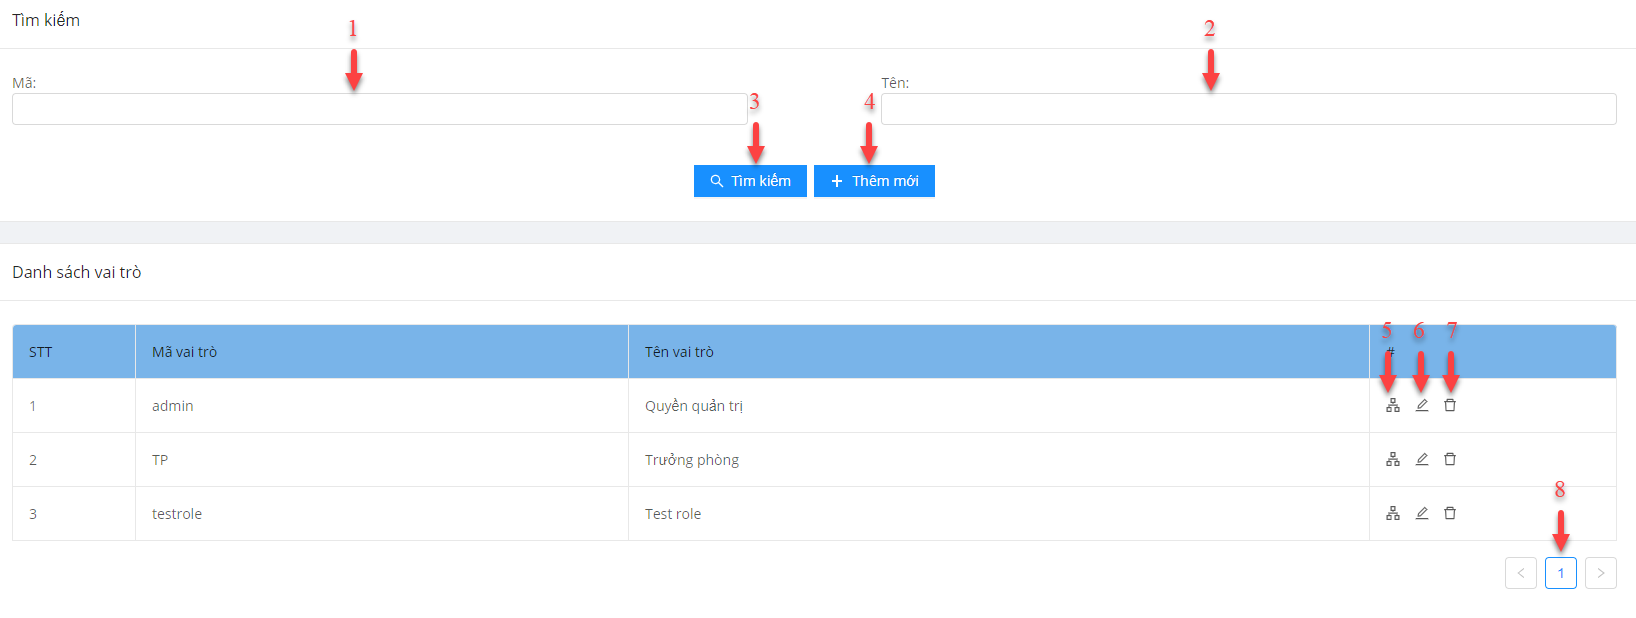 Tìm kiếm
1
2
Mã:
Tên:
3
4
Tìm kiếm
Thêm mới
Danh sách vai trò
5 6 7
STT Mã vai trò Tên vai trò #
1 admin Quyền quản trị
2 TP Trưởng phòng
3 testrole Test role
8
< 1 >